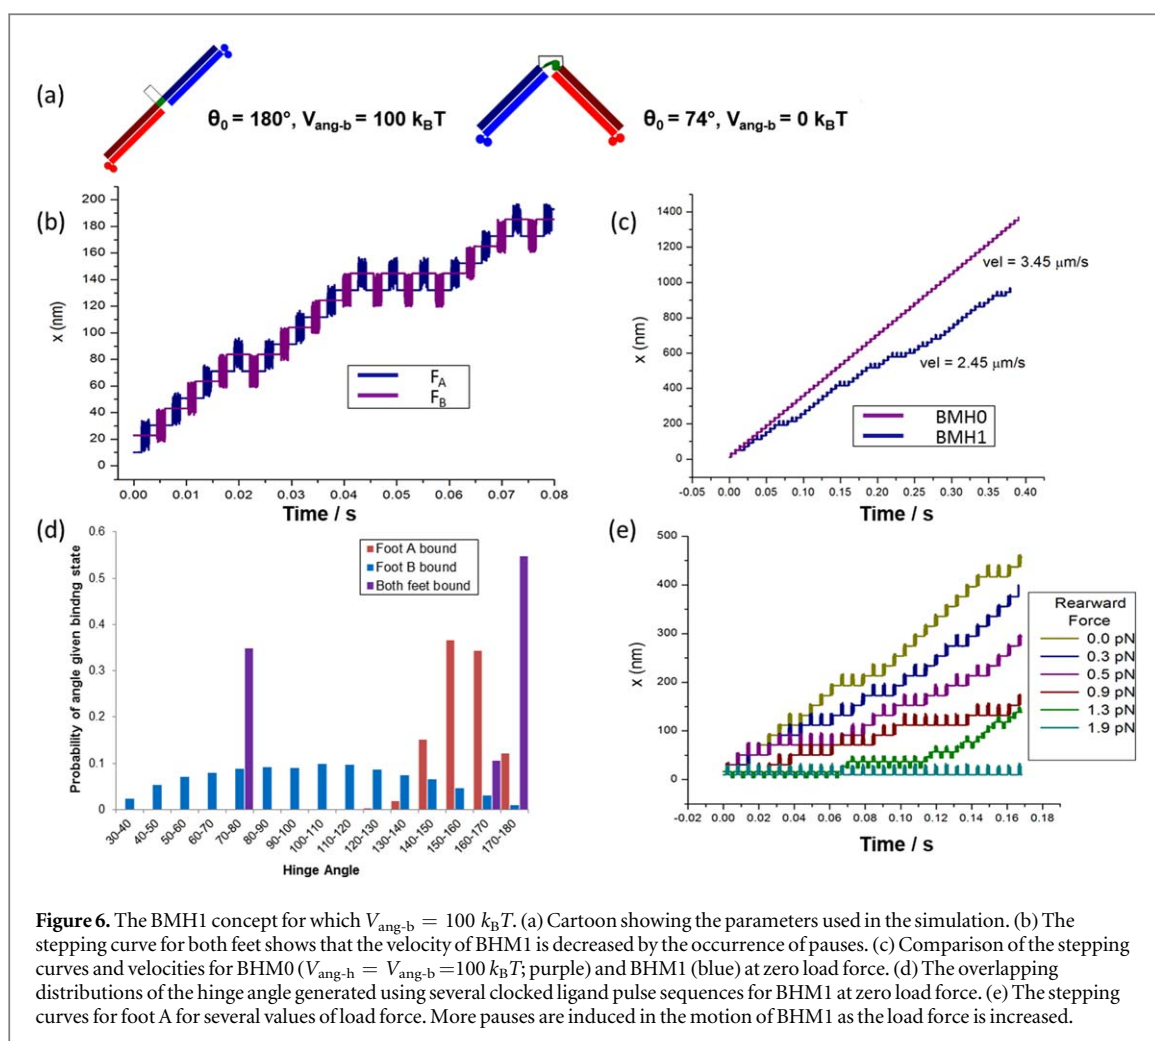 (a)
θ₀ = 180°, V_ang-b = 100 k_BT
θ₀ = 74°, V_ang-b = 0 k_BT
(b)
200
180
160
140
120
100
80
60
40
20
0
x (nm)
F_A
F_B
0.00 0.01 0.02 0.03 0.04 0.05 0.06 0.07 0.08
Time / s
(c)
1400
1200
1000
800
600
400
200
0
x (nm)
vel = 3.45 μm/s
vel = 2.45 μm/s
BMH0
BMH1
-0.05 0.00 0.05 0.10 0.15 0.20 0.25 0.30 0.35 0.40
Time / s
(d)
0.6
0.5
0.4
0.3
0.2
0.1
0
Probability of angle given bindng state
Foot A bound
Foot B bound
Both feet bound
30-40 40-50 50-60 60-70 70-80 80-90 90-100 100-110 110-120 120-130 130-140 140-150 150-160 160-170 170-180
Hinge Angle
(e)
500
400
300
200
100
0
x (nm)
Rearward
Force
0.0 pN
0.3 pN
0.5 pN
0.9 pN
1.3 pN
1.9 pN
-0.02 0.00 0.02 0.04 0.06 0.08 0.10 0.12 0.14 0.16 0.18
Time / s
Figure 6. The BMH1 concept for which V_ang-b = 100 k_BT. (a) Cartoon showing the parameters used in the simulation. (b) The
stepping curve for both feet shows that the velocity of BHM1 is decreased by the occurrence of pauses. (c) Comparison of the stepping
curves and velocities for BHM0 (V_ang-h = V_ang-b =100 k_BT; purple) and BHM1 (blue) at zero load force. (d) The overlapping
distributions of the hinge angle generated using several clocked ligand pulse sequences for BHM1 at zero load force. (e) The stepping
curves for foot A for several values of load force. More pauses are induced in the motion of BHM1 as the load force is increased.